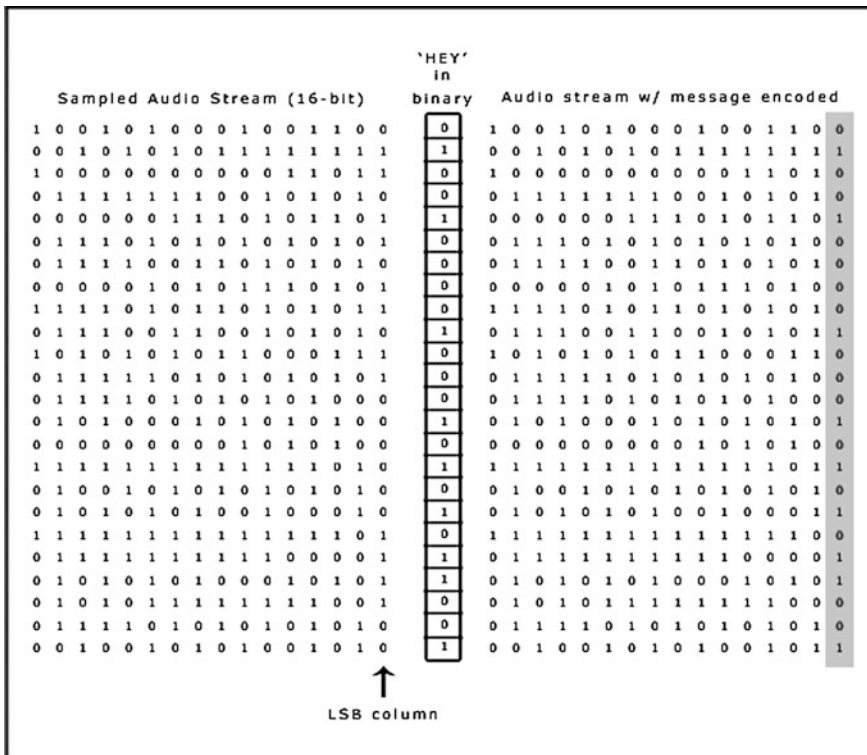 'HEY'
in
Sampled Audio Stream (16-bit) binary Audio stream w/ message encoded
1 0 0 1 0 1 0 0 0 1 0 0 1 1 0 0 0 1 0 0 1 0 1 0 0 0 1 0 0 1 1 0 0
0 0 1 0 1 0 1 0 1 1 1 1 1 1 1 1 1 0 0 1 0 1 0 1 0 1 1 1 1 1 1 1 1
1 0 0 0 0 0 0 0 0 0 0 1 1 0 1 1 0 1 0 0 0 0 0 0 0 0 0 0 1 1 0 1 0
0 1 1 1 1 1 1 1 0 0 1 0 1 0 1 0 0 0 1 1 1 1 1 1 1 0 0 1 0 1 0 1 0
0 0 0 0 0 0 1 1 1 0 1 0 1 1 0 1 1 0 0 0 0 0 0 1 1 1 0 1 0 1 1 0 1
0 1 1 1 0 1 0 1 0 1 0 1 0 1 0 1 0 0 1 1 1 0 1 0 1 0 1 0 1 0 1 0 0
0 1 1 1 1 0 0 1 1 0 1 0 1 0 1 0 0 0 1 1 1 1 0 0 1 1 0 1 0 1 0 1 0
0 0 0 0 1 0 1 0 1 0 1 0 1 1 1 1 0 0 0 0 0 1 0 1 0 1 0 1 0 1 1 1 0
1 1 1 1 0 1 0 1 0 1 0 1 0 1 1 1 0 1 1 1 1 0 1 0 1 0 1 0 1 0 1 1 0
0 1 1 1 0 0 1 1 0 0 1 0 1 0 1 0 1 0 1 1 1 0 0 1 1 0 0 1 0 1 0 1 1
1 0 1 0 1 0 1 0 1 1 0 0 0 1 1 1 0 1 0 1 0 1 0 1 0 1 1 0 0 0 1 1 0
0 1 1 1 1 1 0 1 0 1 0 1 0 1 0 1 0 0 1 1 1 1 1 0 1 0 1 0 1 0 1 0 0
0 1 1 1 1 1 1 1 0 1 0 1 0 1 0 0 0 0 1 1 1 1 1 1 1 0 1 0 1 0 1 0 0
0 1 0 1 0 0 0 1 0 1 0 1 0 1 0 0 1 0 1 0 1 0 0 0 1 0 1 0 1 0 1 0 1
0 0 0 0 0 0 0 0 0 0 1 0 1 0 1 0 0 0 0 0 0 0 0 0 0 0 0 1 0 1 0 1 0
1 1 1 1 1 1 1 1 1 1 1 1 1 0 1 0 1 1 1 1 1 1 1 1 1 1 1 1 1 1 0 1 1
0 1 0 0 1 0 1 0 1 0 1 0 1 0 1 0 0 0 1 0 0 1 0 1 0 1 0 1 0 1 0 1 0
0 1 0 1 0 1 0 1 0 1 0 1 0 0 0 0 1 0 1 0 1 0 1 0 1 0 1 0 1 0 0 0 1
1 1 1 1 1 1 1 1 1 1 1 1 1 1 0 1 0 1 1 1 1 1 1 1 1 1 1 1 1 1 1 0 0
0 1 1 1 1 1 1 1 1 1 1 1 0 0 0 1 1 0 1 1 1 1 1 1 1 1 1 1 1 0 0 0 1
0 1 0 1 0 1 0 1 0 0 0 1 0 1 0 1 1 0 1 0 1 0 1 0 1 0 0 0 1 0 1 0 1
0 1 0 1 0 1 1 1 1 1 1 1 1 0 0 1 0 0 1 0 1 0 1 1 1 1 1 1 1 1 0 0 0
0 1 1 1 1 0 1 0 1 0 1 0 1 0 1 0 0 0 1 1 1 1 0 1 0 1 0 1 0 1 0 1 0
0 0 1 0 0 1 0 1 0 1 0 0 1 0 1 0 1 0 0 1 0 0 1 0 1 0 1 0 0 1 0 1 1
LSB column